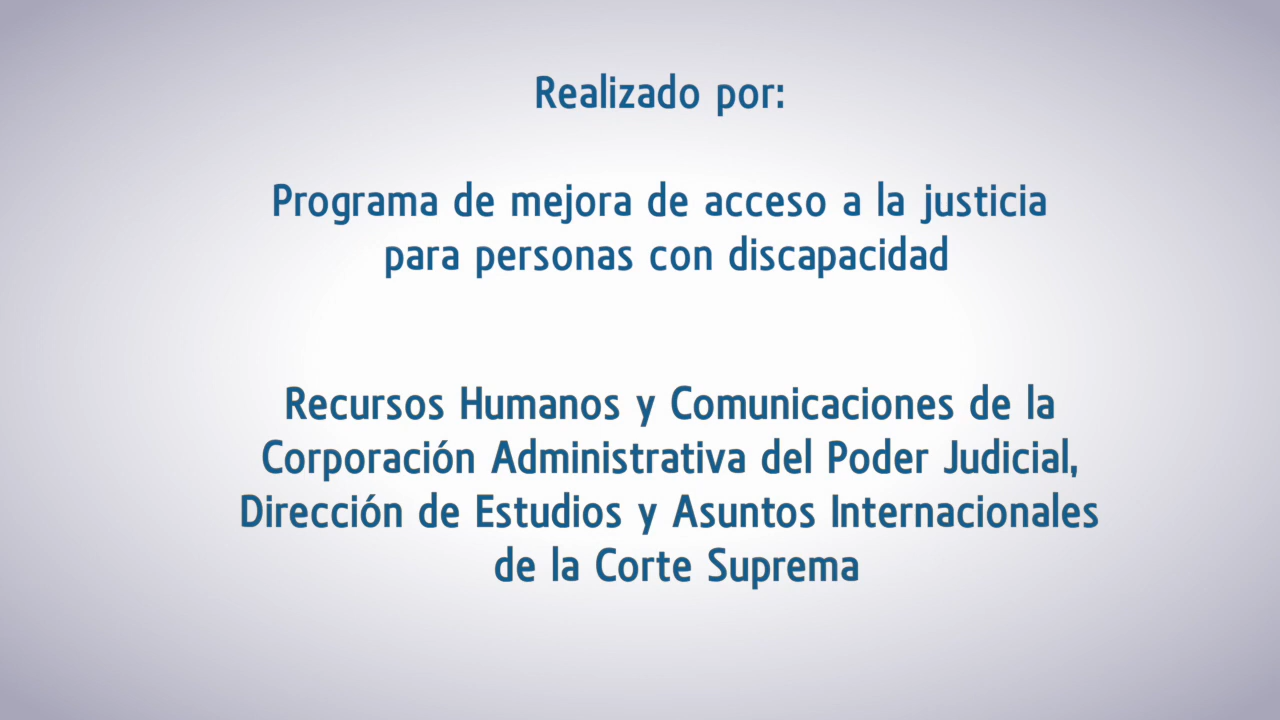 Realizado por:
Programa de mejora de acceso a la justicia
para personas con discapacidad
Recursos Humanos y Comunicaciones de la
Corporación Administrativa del Poder Judicial,
Dirección de Estudios y Asuntos Internacionales
de la Corte Suprema